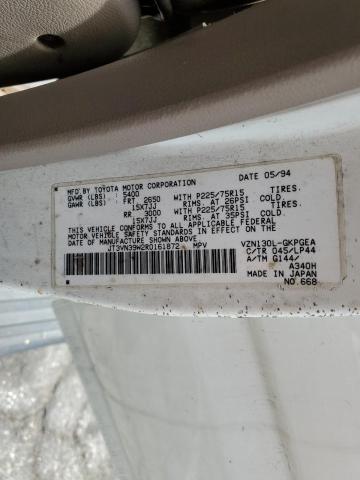 MFD BY TOYOTA MOTOR CORPORATION DATE 05/94
GVWR (LBS) 5400
GAWR (LBS) FRT 2650 WITH P225/75R15 TIRES.
15X7JJ RIMS. AT 26PSI COLD.
RR 3000 WITH P225/75R15 TIRES.
15X7JJ RIMS. AT 35PSI COLD.
THIS VEHICLE CONFORMS TO ALL APPLICABLE FEDERAL
MOTOR VEHICLE SAFETY STANDARDS IN EFFECT ON THE
DATE OF MANUFACTURE SHOWN ABOVE.
JT3VN39W2R0161872 MPV VZN130L-GKPGEA
C/TR 045/LP44
A/TM G144/
A340H
MADE IN JAPAN NO.668